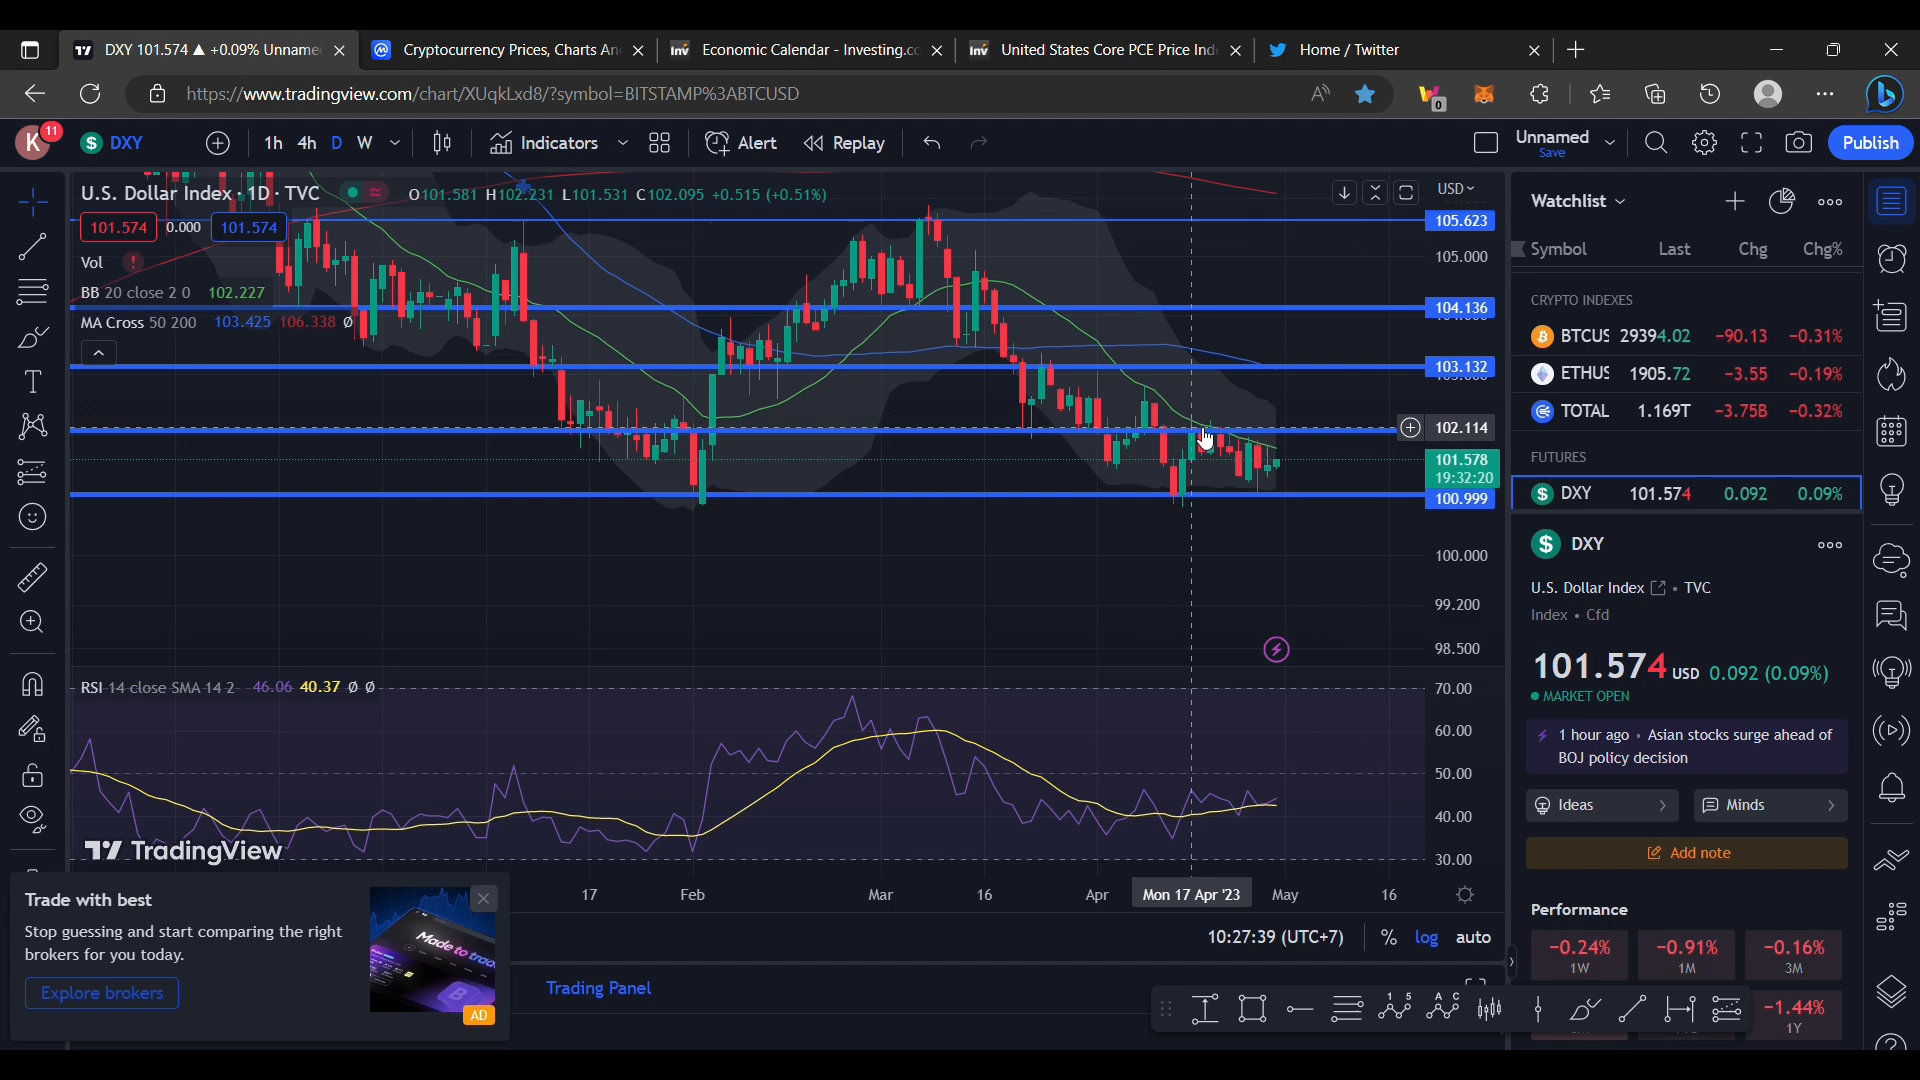 DXY 101.574 ▲ +0.09% Unname
Cryptocurrency Prices, Charts An
Economic Calendar - Investing.co
United States Core PCE Price Ind
Home / Twitter
https://www.tradingview.com/chart/XUqkLxd8/?symbol=BITSTAMP%3ABTCUSD
0
K 11
DXY
1h 4h D W
Indicators
Alert
Replay
Unnamed
Save
Publish
U.S. Dollar Index · 1D · TVC
O101.581 H102.231 L101.531 C102.095 +0.515 (+0.51%)
101.574 0.000 101.574
Vol
BB 20 close 2 0 102.227
MA Cross 50 200 103.425 106.338 Ø
USD
105.623
105.000
104.136
103.132
102.114
101.578
19:32:20
100.999
100.000
99.200
98.500
RSI 14 close SMA 14 2 46.06 40.37 Ø Ø
70.00
60.00
50.00
40.00
30.00
TradingView
17 Feb Mar 16 Apr Mon 17 Apr '23 May 16
10:27:39 (UTC+7) % log auto
Trading Panel
Trade with best
Stop guessing and start comparing the right
brokers for you today.
Explore brokers
Made to trad
AD
Watchlist
Symbol Last Chg Chg%
CRYPTO INDEXES
BTCUS 29394.02 -90.13 -0.31%
ETHUS 1905.72 -3.55 -0.19%
TOTAL 1.169T -3.75B -0.32%
FUTURES
DXY 101.574 0.092 0.09%
DXY
U.S. Dollar Index • TVC
Index • Cfd
101.574 USD 0.092 (0.09%)
MARKET OPEN
1 hour ago • Asian stocks surge ahead of
BOJ policy decision
Ideas
Minds
Add note
Performance
-0.24% -0.91% -0.16%
1W 1M 3M
-1.44%
1Y